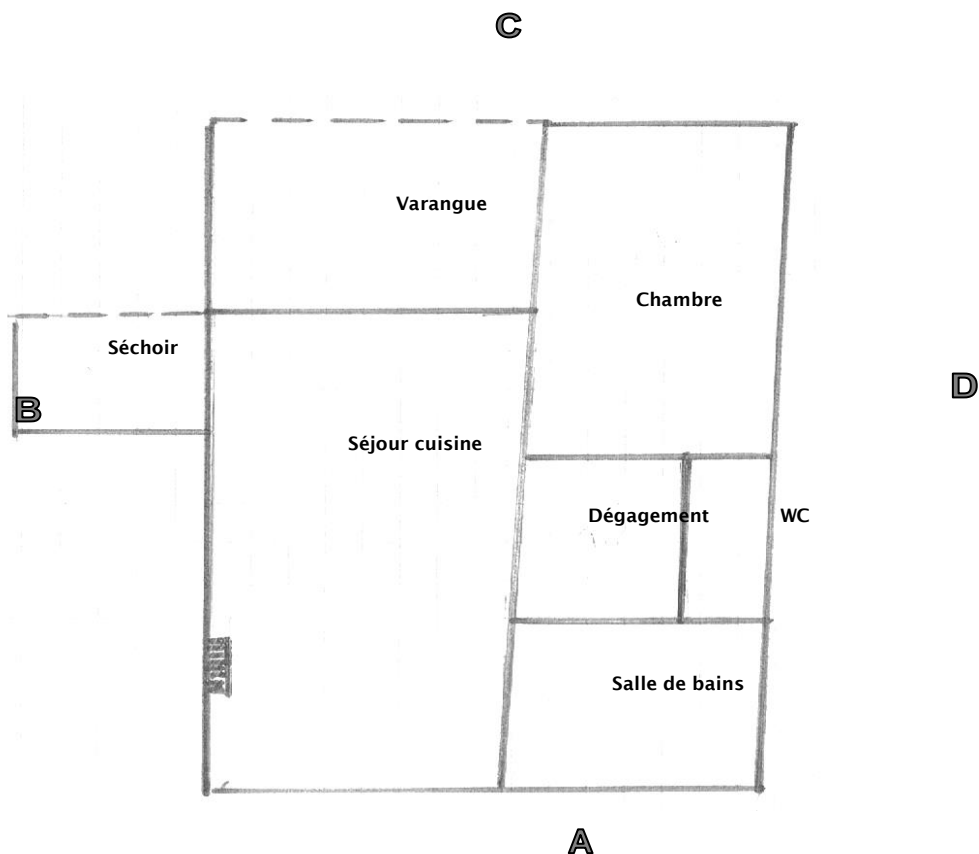 C
Varangue
Chambre
Séchoir
D
B
Séjour cuisine
Dégagement
WC
Salle de bains
A